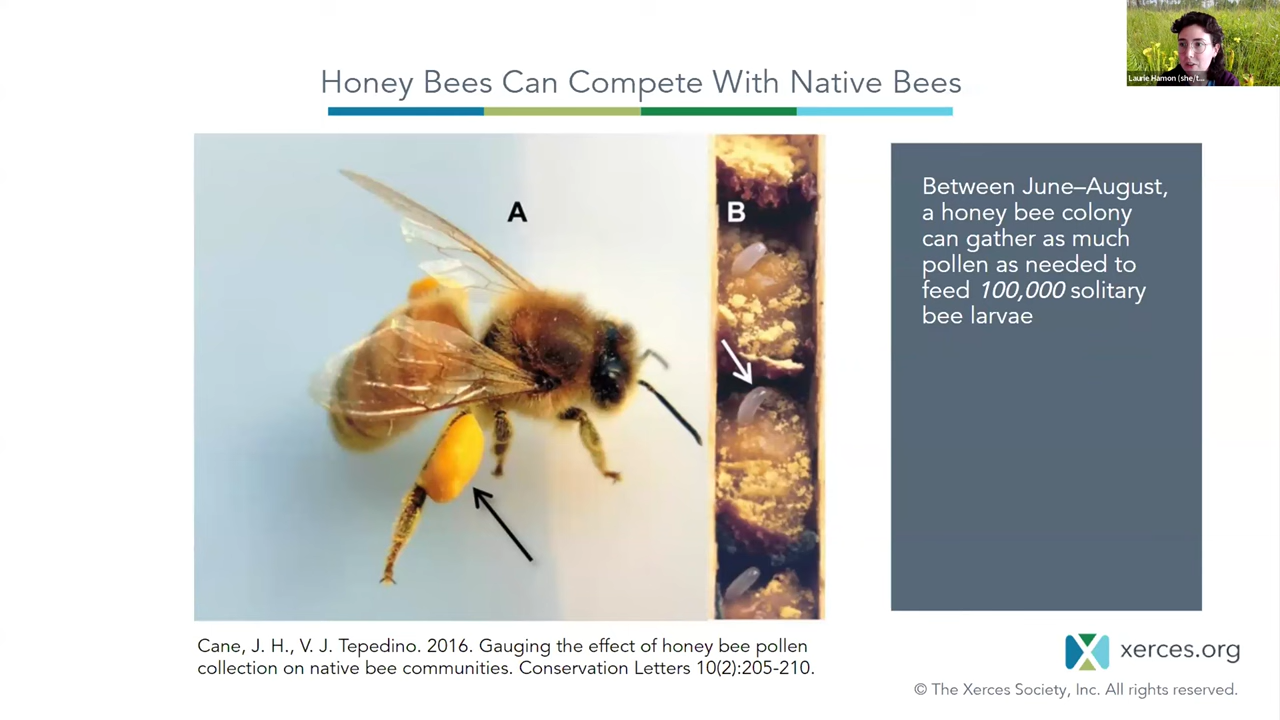 Honey Bees Can Compete With Native Bees
Laurie Hamon (she/t...
A
B
Between June–August,
a honey bee colony
can gather as much
pollen as needed to
feed 100,000 solitary
bee larvae
Cane, J. H., V. J. Tepedino. 2016. Gauging the effect of honey bee pollen
collection on native bee communities. Conservation Letters 10(2):205-210.
xerces.org
© The Xerces Society, Inc. All rights reserved.